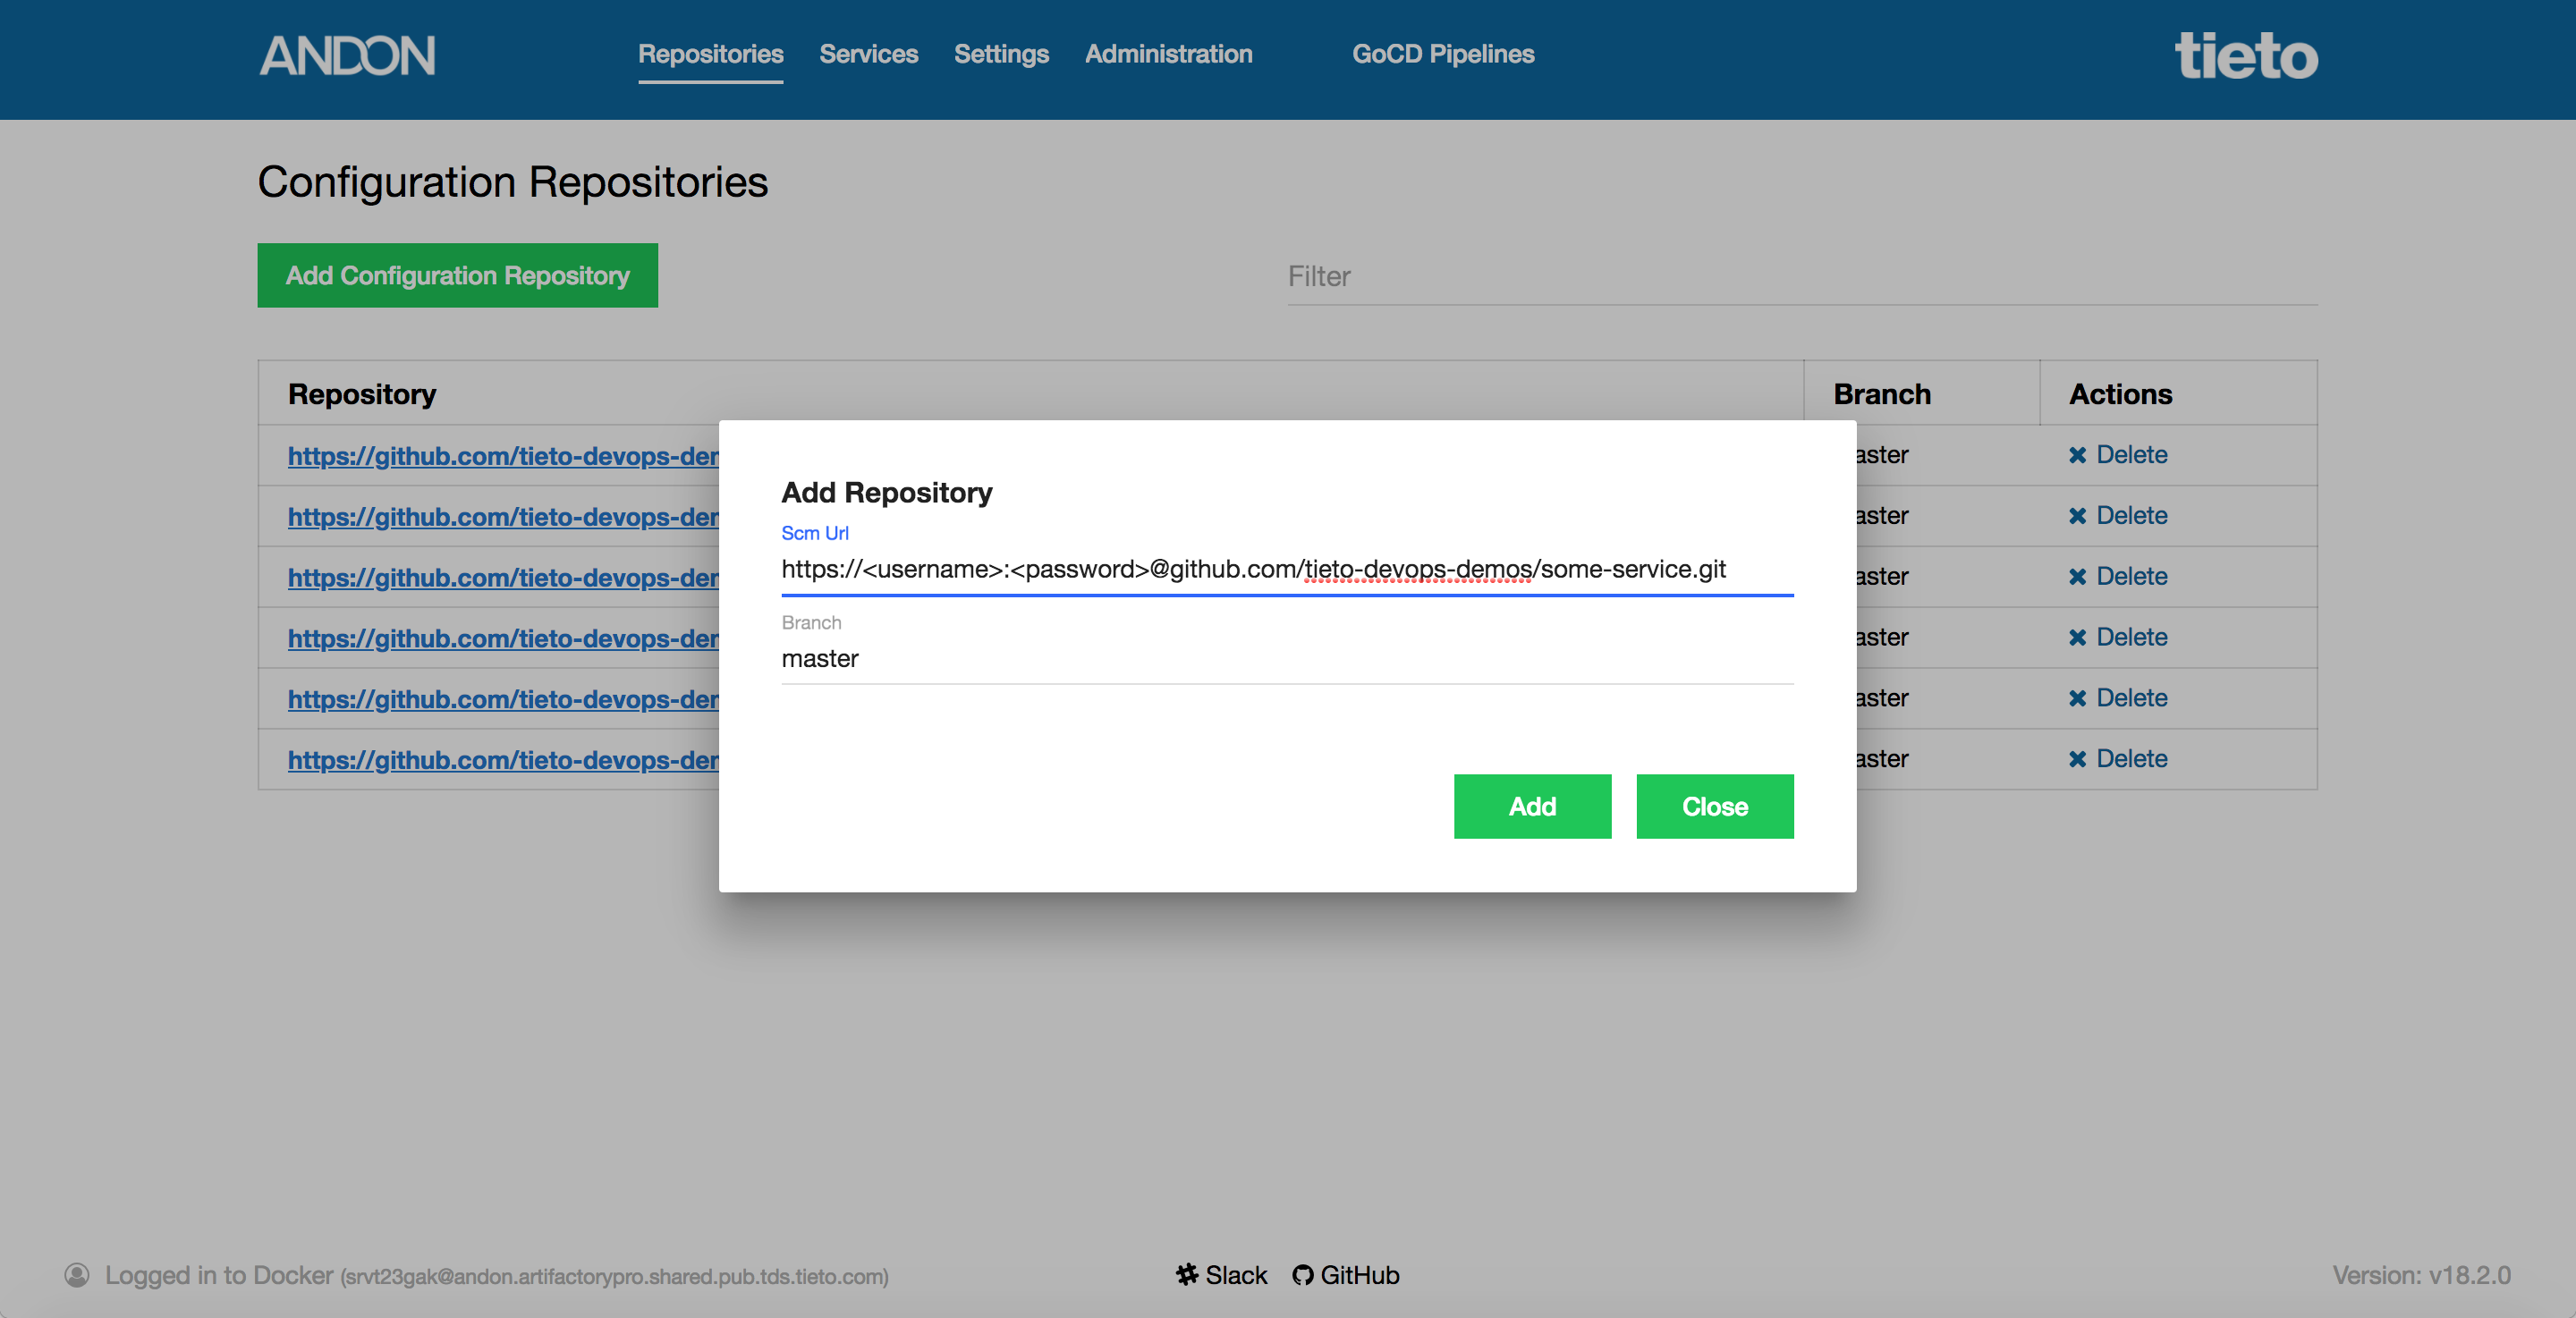 ANDON Repositories Services Settings Administration GoCD Pipelines tieto
Configuration Repositories
Add Configuration Repository Filter
Repository Branch Actions
https://github.com/tieto-devops-der aster Delete
https://github.com/tieto-devops-der aster Delete
https://github.com/tieto-devops-der aster Delete
https://github.com/tieto-devops-der aster Delete
https://github.com/tieto-devops-der aster Delete
https://github.com/tieto-devops-der aster Delete
Add Repository
Scm Url
https://<username>:<password>@github.com/tieto-devops-demos/some-service.git
Branch
master
Add Close
Logged in to Docker (srvt23gak@andon.artifactorypro.shared.pub.tds.tieto.com) Slack GitHub Version: v18.2.0